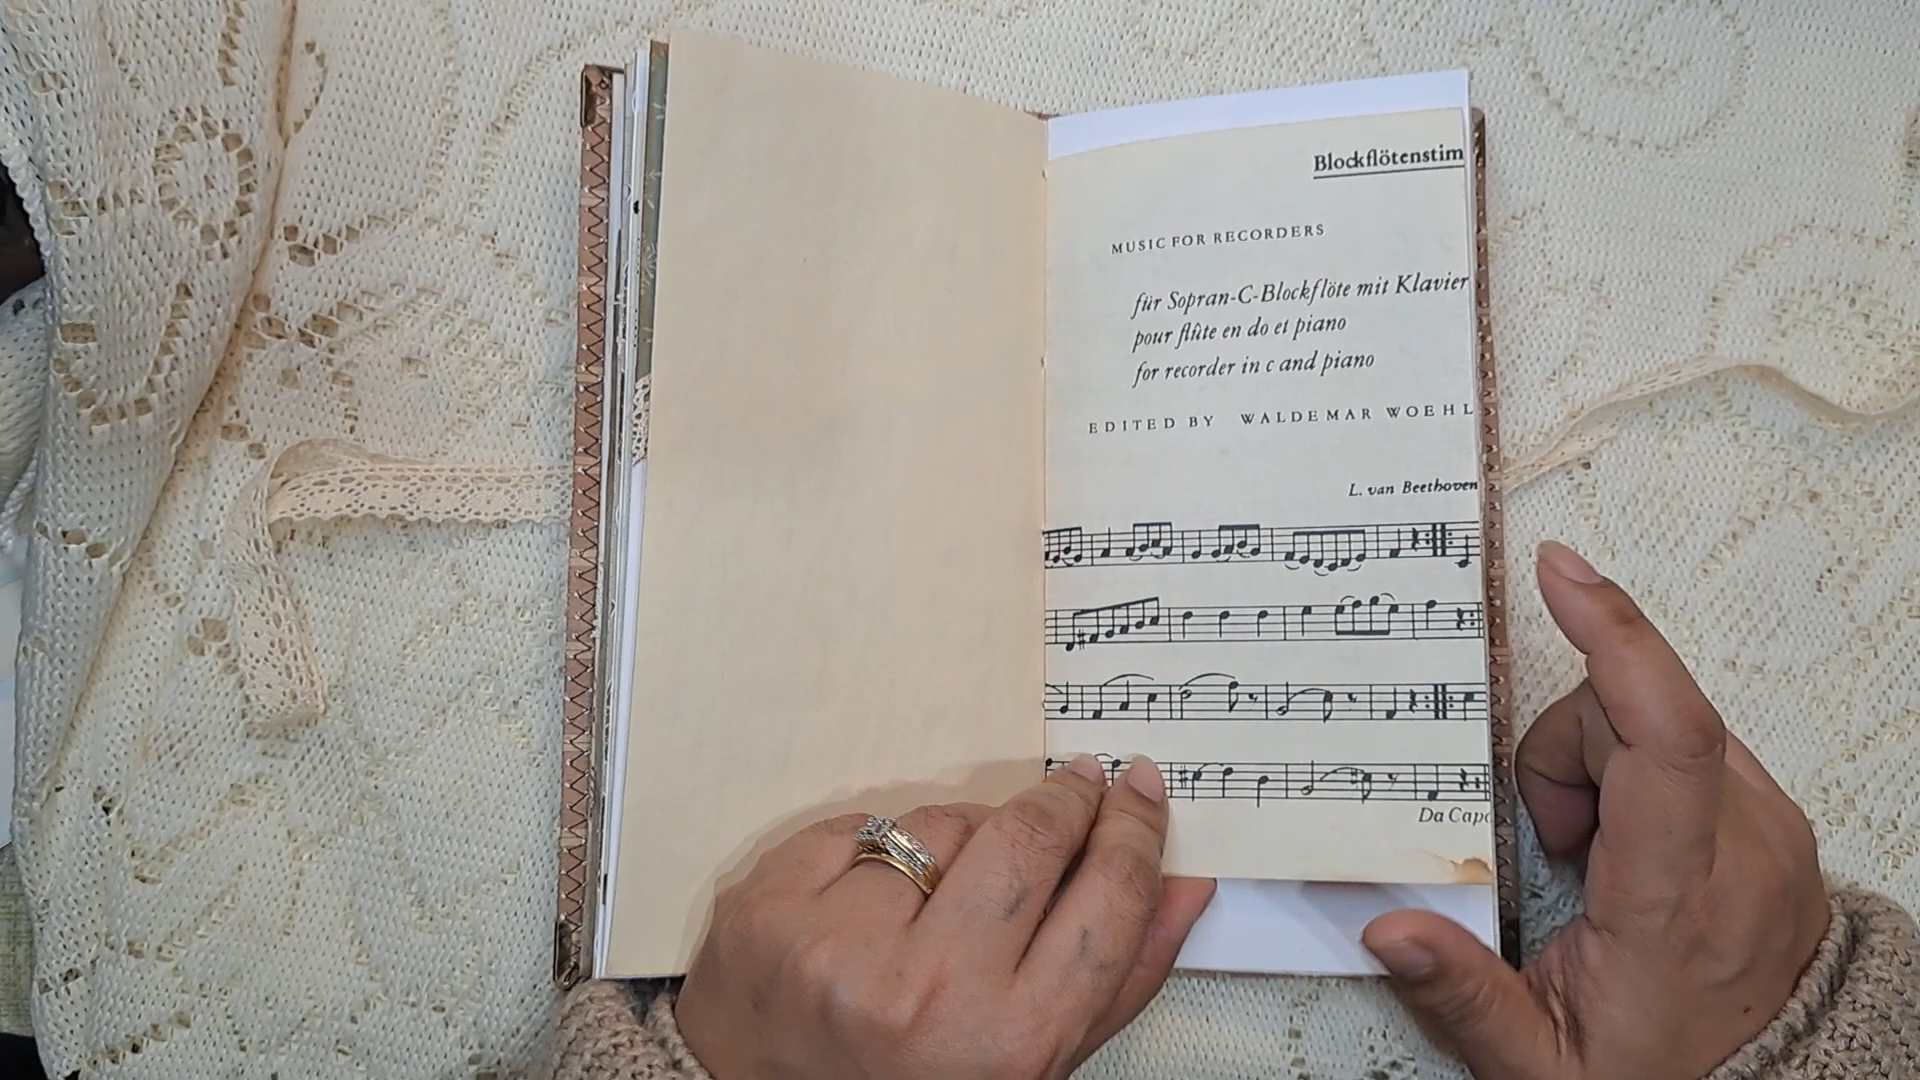 Blockflötenstim
MUSIC FOR RECORDERS
für Sopran-C-Blockflöte mit Klavier
pour flûte en do et piano
for recorder in c and piano
EDITED BY WALDEMAR WOEHL
L. van Beethoven
Da Capo